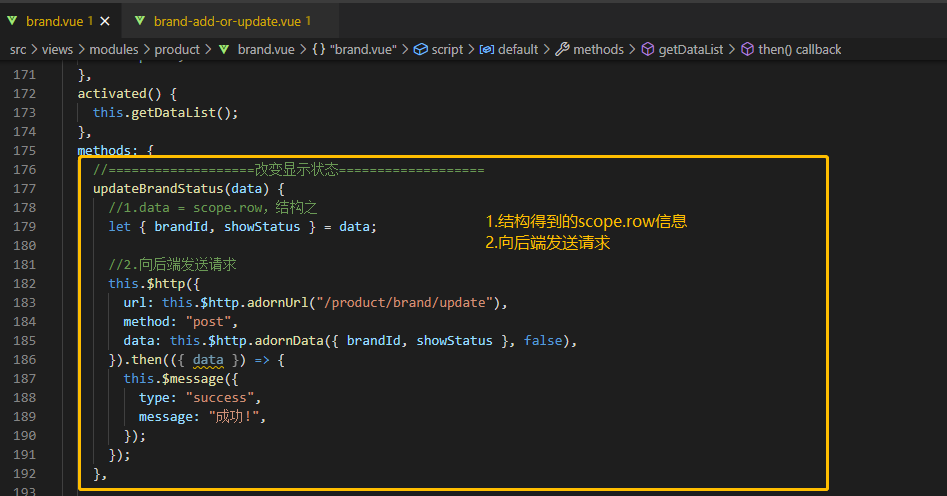 brand.vue 1 ×
brand-add-or-update.vue 1
src > views > modules > product > brand.vue > {} "brand.vue" > script > default > methods > getDataList > then() callback
171 },
172 activated() {
173 this.getDataList();
174 },
175 methods: {
176 //===================改变显示状态===================
177 updateBrandStatus(data) {
178 //1.data = scope.row，结构之
179 let { brandId, showStatus } = data;
1.结构得到的scope.row信息
2.向后端发送请求
180
181 //2.向后端发送请求
182 this.$http({
183 url: this.$http.adornUrl("/product/brand/update"),
184 method: "post",
185 data: this.$http.adornData({ brandId, showStatus }, false),
186 }).then(({ data }) => {
187 this.$message({
188 type: "success",
189 message: "成功!",
190 });
191 });
192 },
193